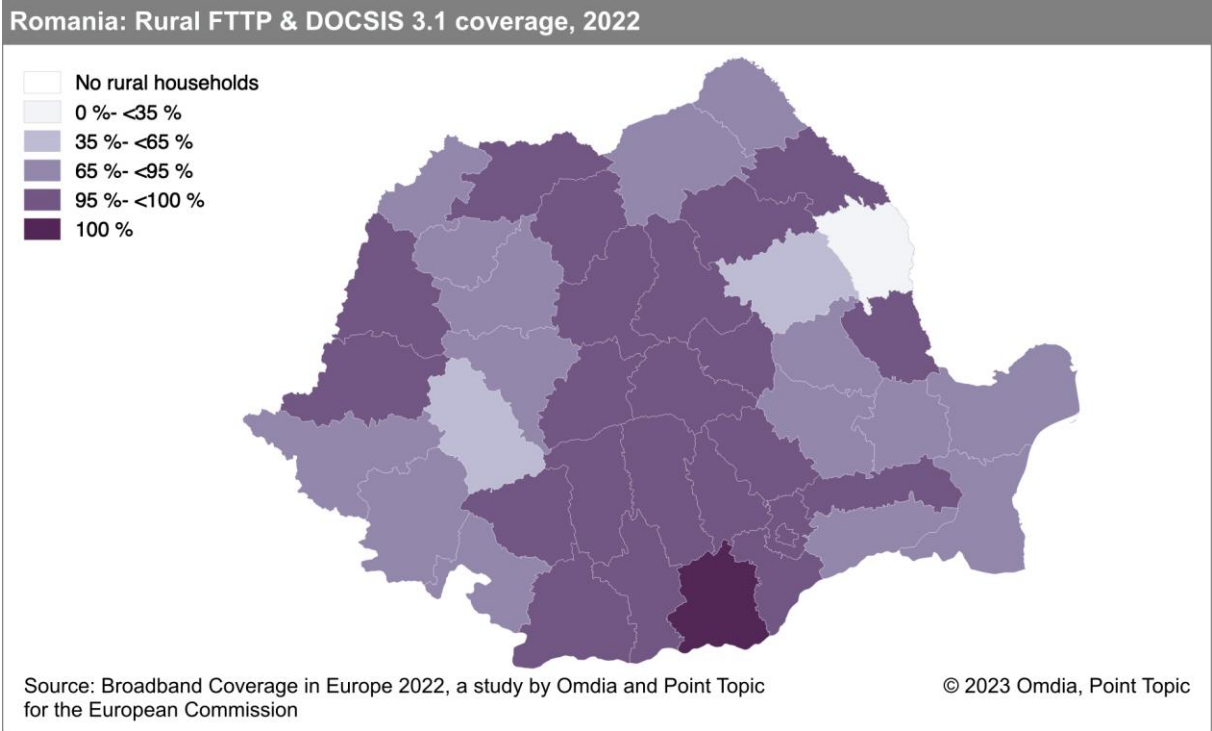 Romania: Rural FTTP & DOCSIS 3.1 coverage, 2022
No rural households
0 %- <35 %
35 %- <65 %
65 %- <95 %
95 %- <100 %
100 %
Source: Broadband Coverage in Europe 2022, a study by Omdia and Point Topic
for the European Commission
© 2023 Omdia, Point Topic